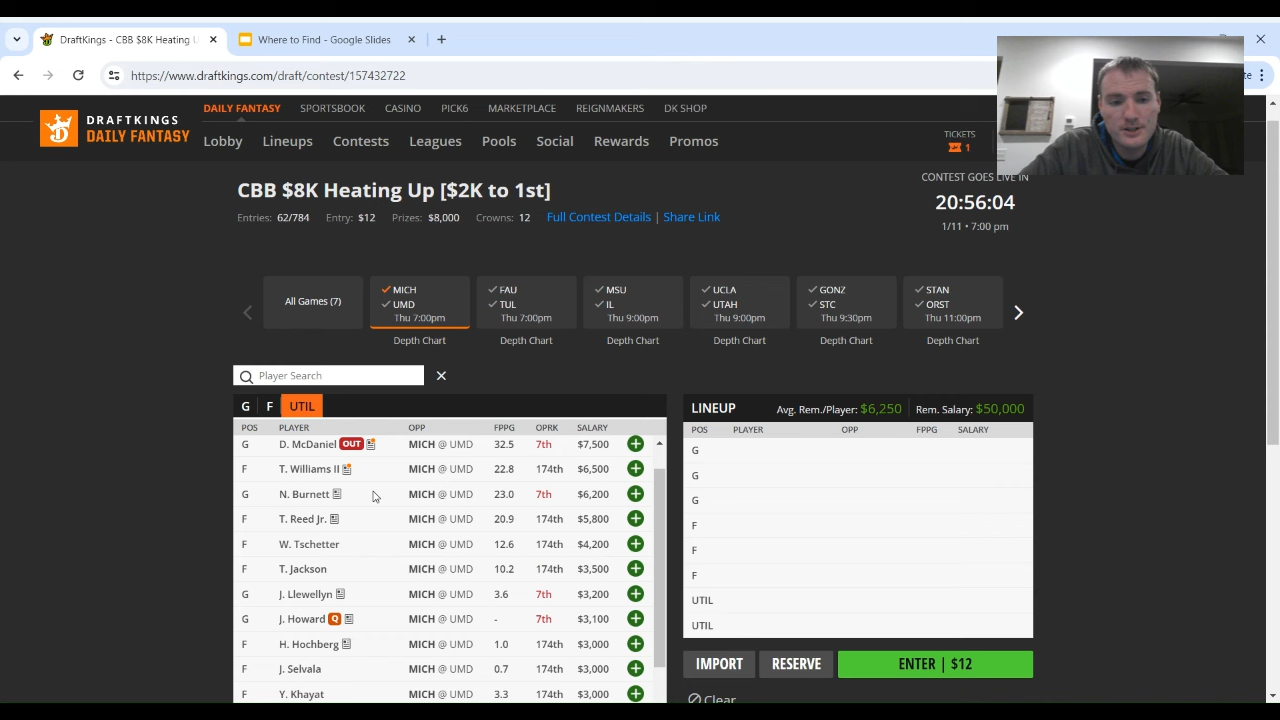 DraftKings - CBB $8K Heating U
Where to Find - Google Slides
https://www.draftkings.com/draft/contest/157432722
DRAFTKINGS
DAILY FANTASY
DAILY FANTASY SPORTSBOOK CASINO PICK6 MARKETPLACE REIGNMAKERS DK SHOP
Lobby Lineups Contests Leagues Pools Social Rewards Promos
TICKETS
1
CBB $8K Heating Up [$2K to 1st]
Entries: 62/784 Entry: $12 Prizes: $8,000 Crowns: 12 Full Contest Details | Share Link
CONTEST GOES LIVE IN
20:56:04
1/11 • 7:00 pm
All Games (7)
MICH
UMD
Thu 7:00pm
Depth Chart
FAU
TUL
Thu 7:00pm
Depth Chart
MSU
IL
Thu 9:00pm
Depth Chart
UCLA
UTAH
Thu 9:00pm
Depth Chart
GONZ
STC
Thu 9:30pm
Depth Chart
STAN
ORST
Thu 11:00pm
Depth Chart
Player Search
G F UTIL
POS PLAYER OPP FPPG OPRK SALARY
G D. McDaniel OUT MICH @ UMD 32.5 7th $7,500
F T. Williams II MICH @ UMD 22.8 174th $6,500
G N. Burnett MICH @ UMD 23.0 7th $6,200
F T. Reed Jr. MICH @ UMD 20.9 174th $5,800
F W. Tschetter MICH @ UMD 12.6 174th $4,200
F T. Jackson MICH @ UMD 10.2 174th $3,500
G J. Llewellyn MICH @ UMD 3.6 7th $3,200
G J. Howard Q MICH @ UMD - 7th $3,100
F H. Hochberg MICH @ UMD 1.0 174th $3,000
F J. Selvala MICH @ UMD 0.7 174th $3,000
F Y. Khayat MICH @ UMD 3.3 174th $3,000
LINEUP Avg. Rem./Player: $6,250 Rem. Salary: $50,000
POS PLAYER OPP FPPG SALARY
G
G
G
F
F
F
UTIL
UTIL
IMPORT RESERVE ENTER | $12
Clear